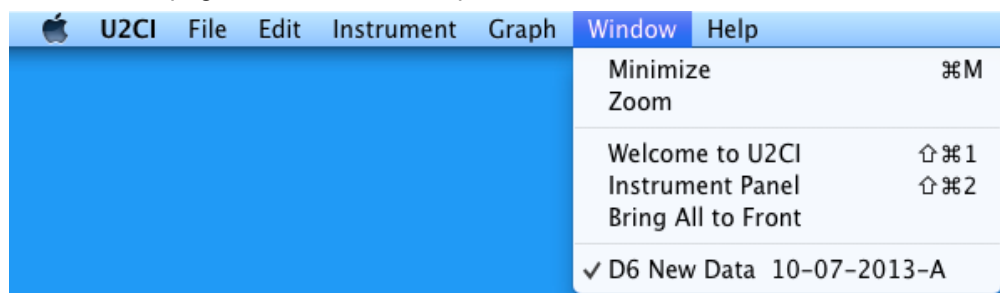 U2CI File Edit Instrument Graph Window Help
Minimize ⌘M
Zoom
Welcome to U2CI ⇧⌘1
Instrument Panel ⇧⌘2
Bring All to Front
✓ D6 New Data 10-07-2013-A